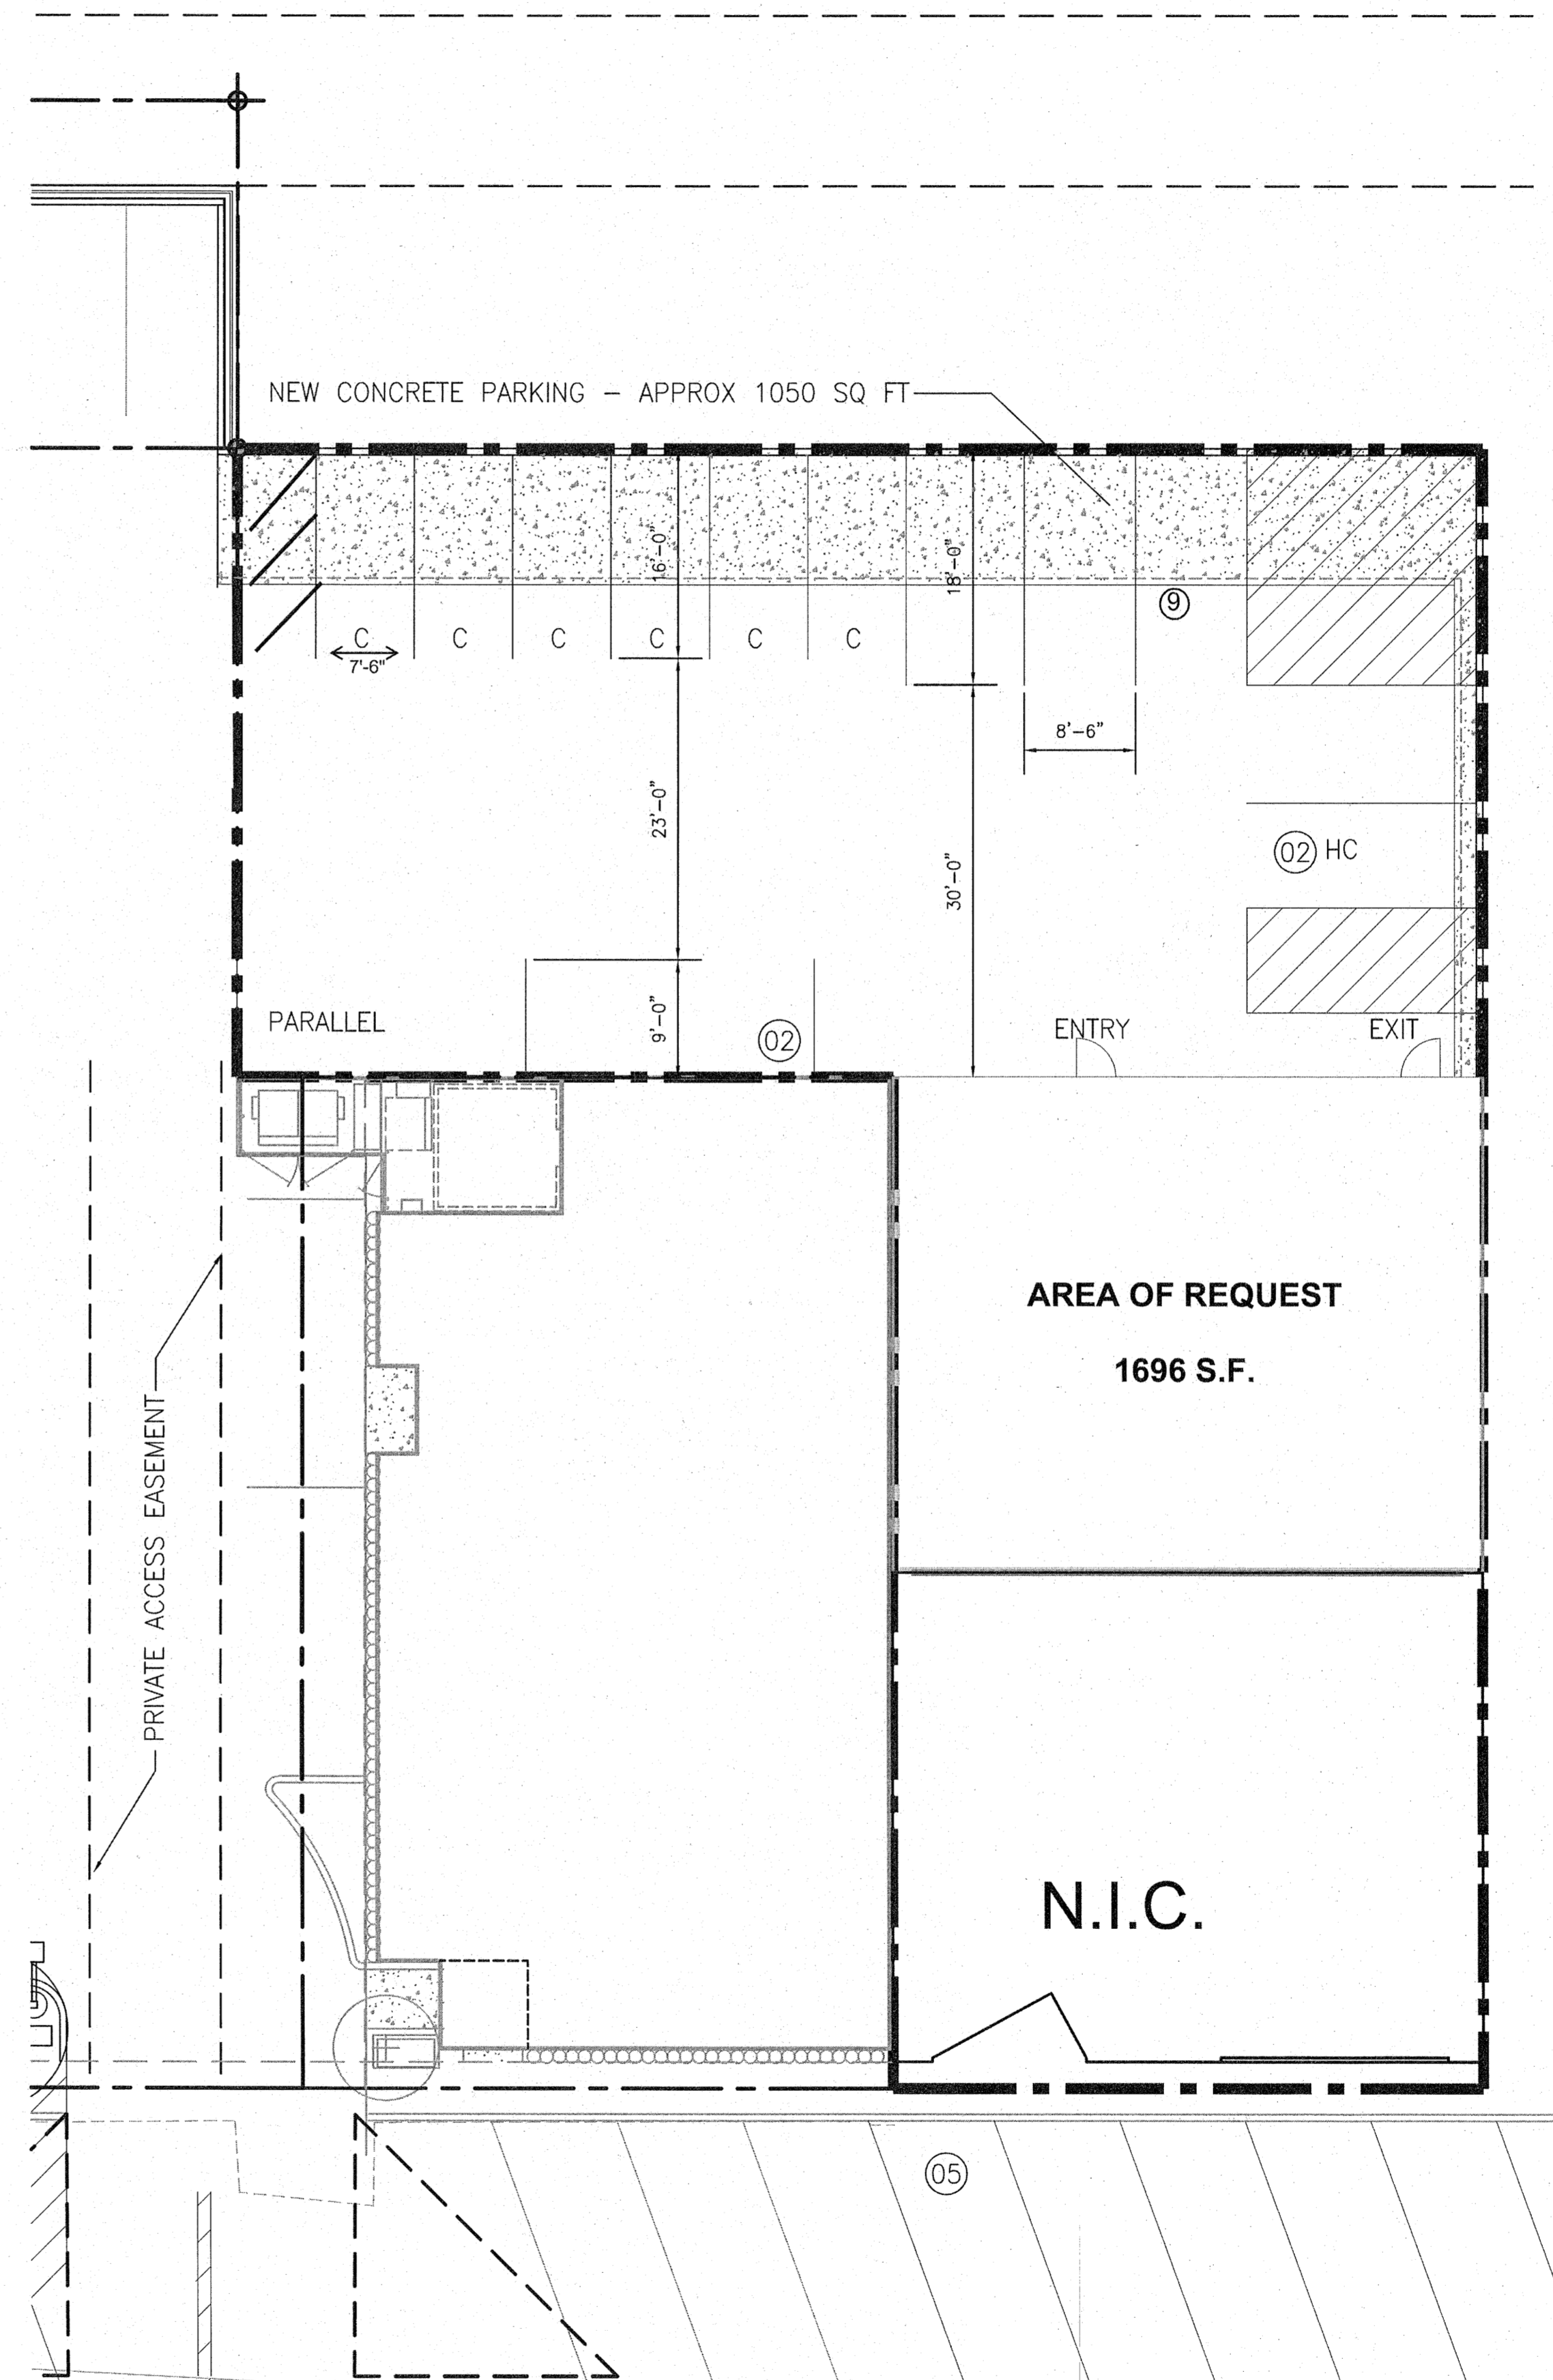 NEW CONCRETE PARKING – APPROX 1050 SQ FT
16'–0"
18'–0"
9
C C C C C C
7'-6"
8'–6"
23'–0"
30'–0"
02 HC
PARALLEL
9'–0"
02
ENTRY
EXIT
AREA OF REQUEST
1696 S.F.
PRIVATE ACCESS EASEMENT
N.I.C.
05